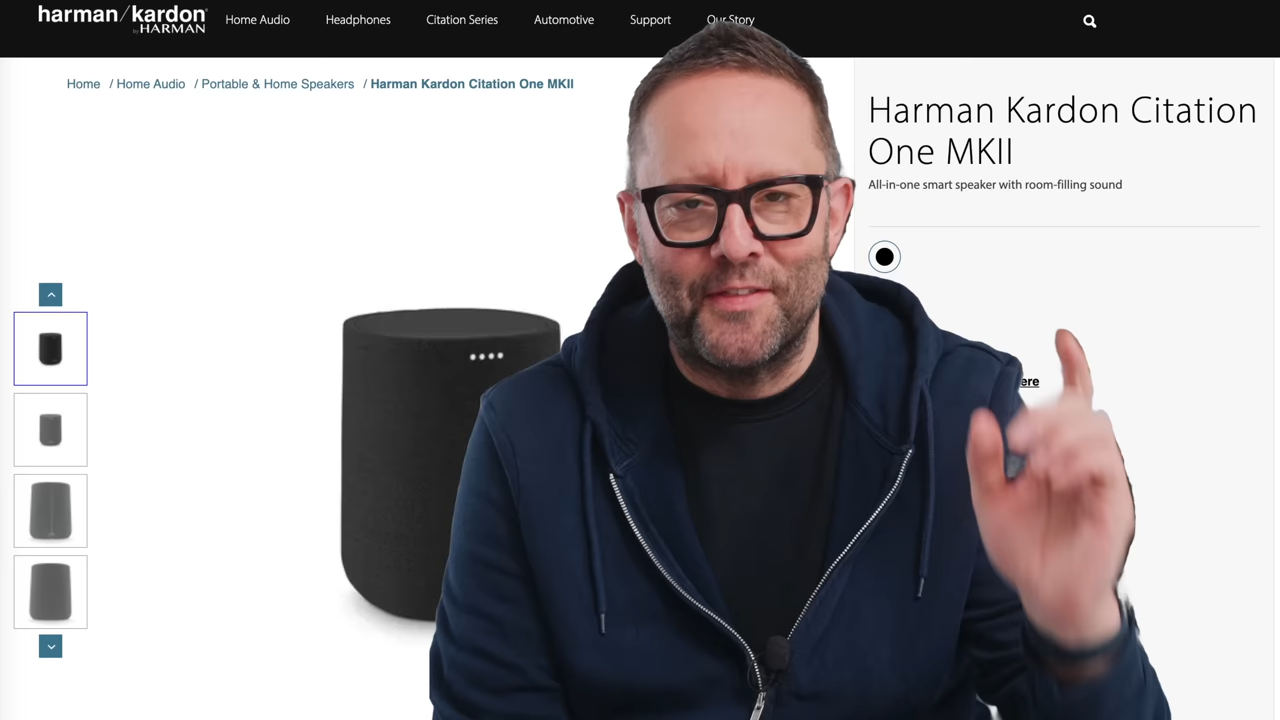 harman/kardon®
by HARMAN
Home Audio
Headphones
Citation Series
Automotive
Support
Our Story
Home / Home Audio / Portable & Home Speakers / Harman Kardon Citation One MKII
Harman Kardon Citation
One MKII
All-in-one smart speaker with room-filling sound
ere